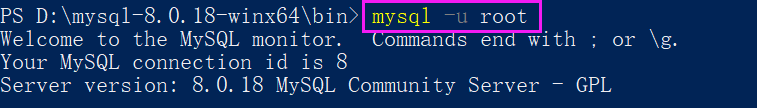 PS D:\mysql-8.0.18-winx64\bin> mysql -u root
Welcome to the MySQL monitor.  Commands end with ; or \g.
Your MySQL connection id is 8
Server version: 8.0.18 MySQL Community Server - GPL